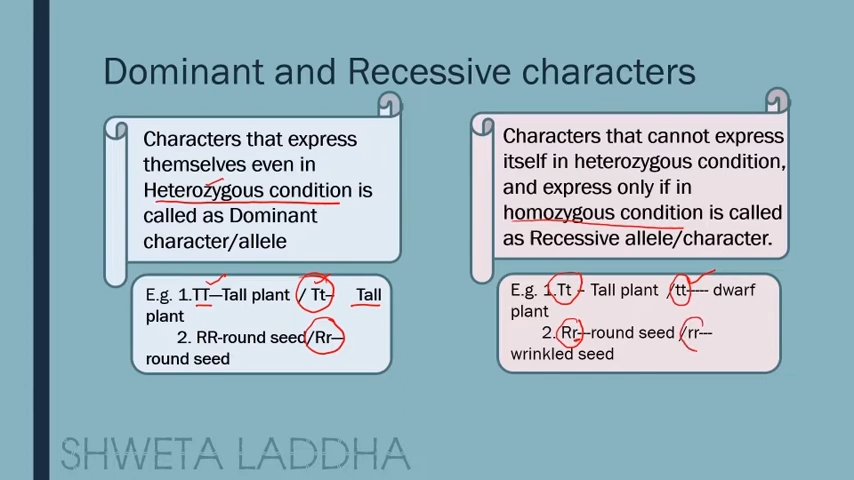 Dominant and Recessive characters
Characters that express
themselves even in
Heterozygous condition is
called as Dominant
character/allele
E.g. 1.TT—Tall plant / Tt– Tall
plant
2. RR-round seed/Rr—
round seed
Characters that cannot express
itself in heterozygous condition,
and express only if in
homozygous condition is called
as Recessive allele/character.
E.g. 1.Tt – Tall plant /tt---- dwarf
plant
2. Rr--round seed /rr---
wrinkled seed
SHWETA LADDHA